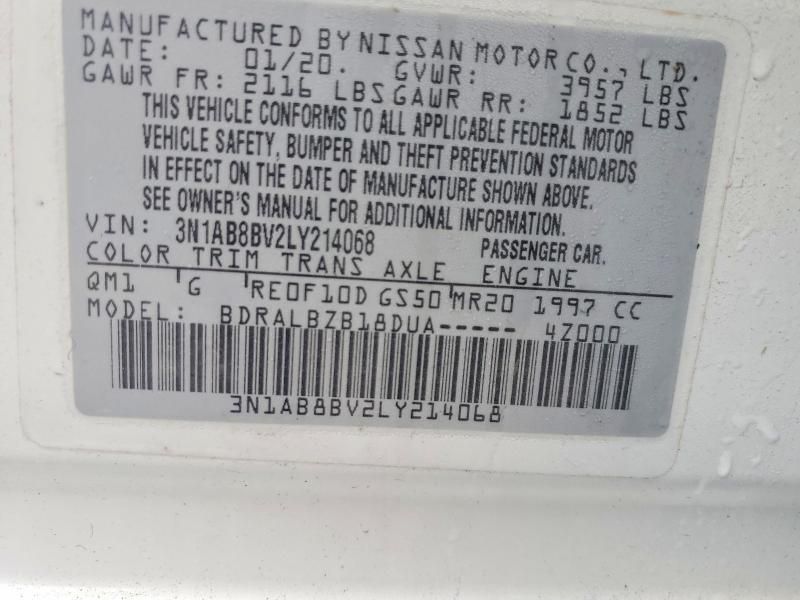 MANUFACTURED BY NISSAN MOTOR CO., LTD.
DATE: 01/20. GVWR: 3957 LBS
GAWR FR: 2116 LBS GAWR RR: 1852 LBS
THIS VEHICLE CONFORMS TO ALL APPLICABLE FEDERAL MOTOR
VEHICLE SAFETY, BUMPER AND THEFT PREVENTION STANDARDS
IN EFFECT ON THE DATE OF MANUFACTURE SHOWN ABOVE.
SEE OWNER'S MANUAL FOR ADDITIONAL INFORMATION.
VIN: 3N1AB8BV2LY214068 PASSENGER CAR.
COLOR TRIM TRANS AXLE ENGINE
QM1 G RE0F10D GS50 MR20 1997 CC
MODEL: BDRALBZB18DUA----- 4Z000
3N1AB8BV2LY214068